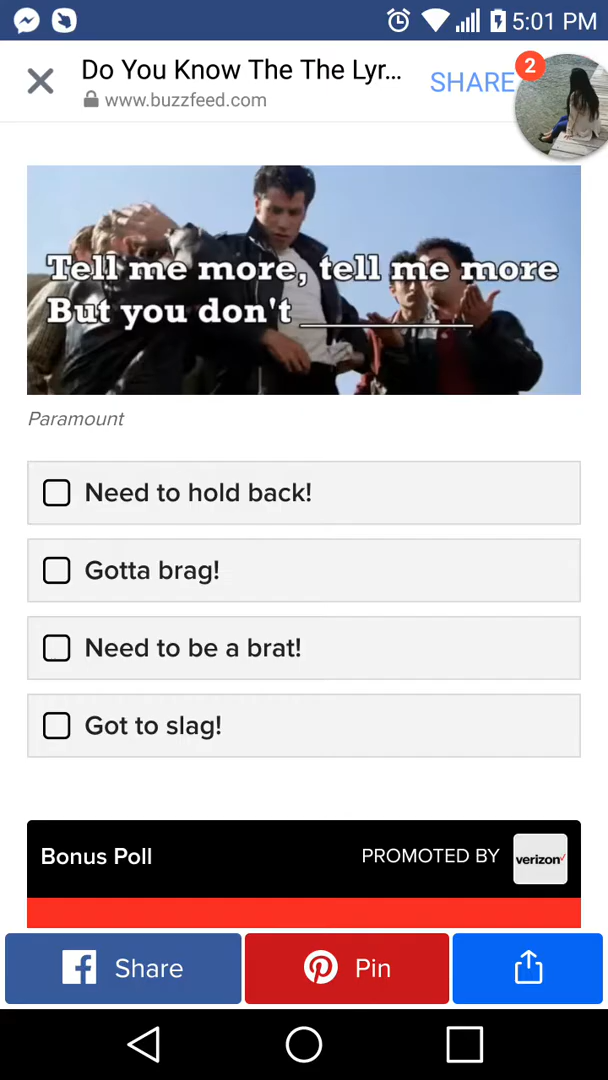 5:01 PM
Do You Know The The Lyr...
www.buzzfeed.com
SHARE
2
Tell me more, tell me more
But you don't __________
Paramount
Need to hold back!
Gotta brag!
Need to be a brat!
Got to slag!
Bonus Poll
PROMOTED BY
verizon
Share
Pin